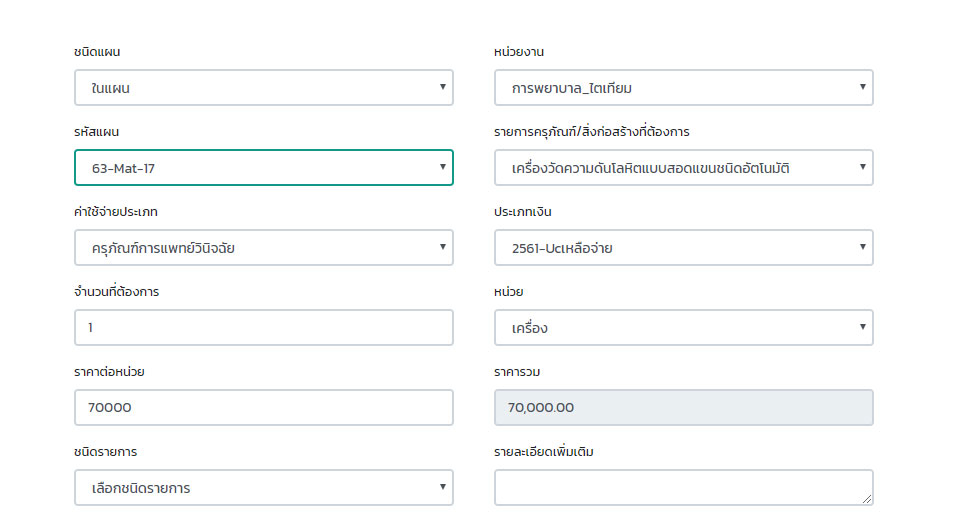 ชนิดแผน
หน่วยงาน
ในแผน
การพยาบาล_ไตเทียม
รหัสแผน
รายการครุภัณฑ์/สิ่งก่อสร้างที่ต้องการ
63-Mat-17
เครื่องวัดความดันโลหิตแบบสอดแขนชนิดอัตโนมัติ
ค่าใช้จ่ายประเภท
ประเภทเงิน
ครุภัณฑ์การแพทย์วินิจฉัย
2561-Ucเหลือจ่าย
จำนวนที่ต้องการ
หน่วย
1
เครื่อง
ราคาต่อหน่วย
ราคารวม
70000
70,000.00
ชนิดรายการ
รายละเอียดเพิ่มเติม
เลือกชนิดรายการ